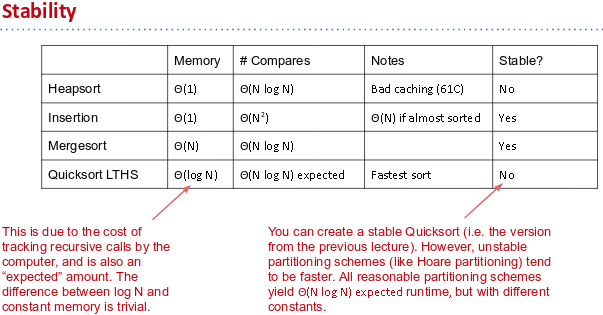 Stability
Memory # Compares Notes Stable?
Heapsort Θ(1) Θ(N log N) Bad caching (61C) No
Insertion Θ(1) Θ(N²) Θ(N) if almost sorted Yes
Mergesort Θ(N) Θ(N log N) Yes
Quicksort LTHS Θ(log N) Θ(N log N) expected Fastest sort No
This is due to the cost of
tracking recursive calls by the
computer, and is also an
“expected” amount. The
difference between log N and
constant memory is trivial.
You can create a stable Quicksort (i.e. the version
from the previous lecture). However, unstable
partitioning schemes (like Hoare partitioning) tend
to be faster. All reasonable partitioning schemes
yield Θ(N log N) expected runtime, but with different
constants.